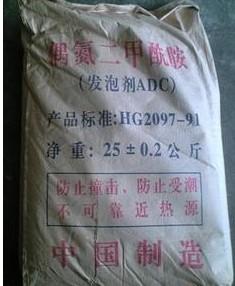 偶氮二甲酰胺
(发泡剂ADC)
产品标准:HG2097-91
净重:25±0.2公斤
防止撞击、防止受潮
不可靠近热源
中国制造